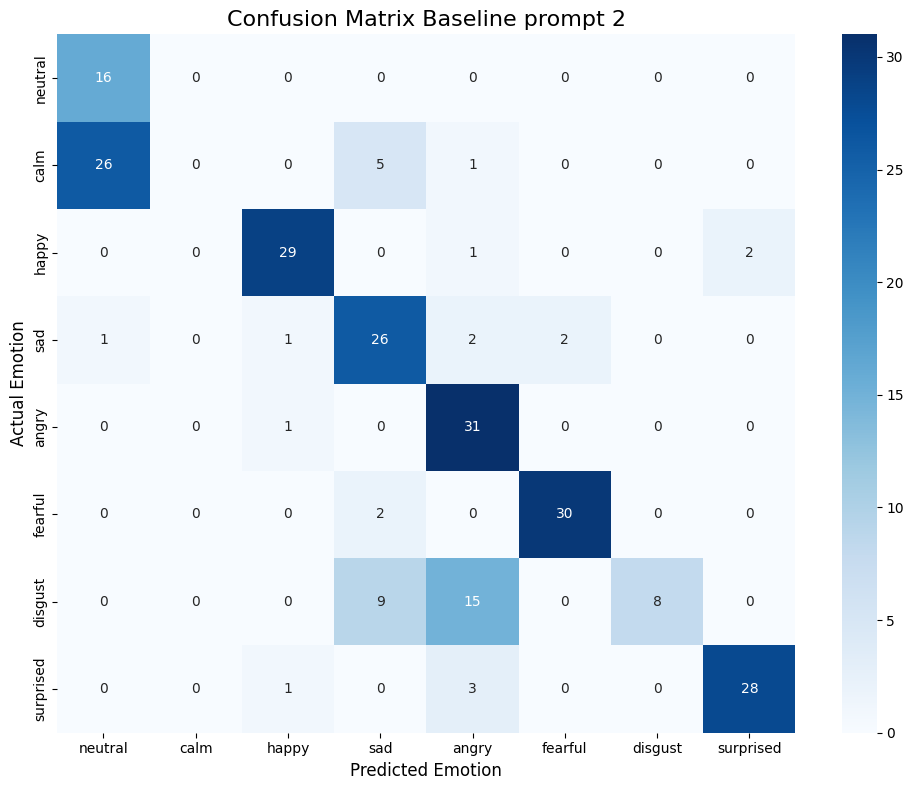 Confusion Matrix Baseline prompt 2
neutral 16 0 0 0 0 0 0 0
calm 26 0 0 5 1 0 0 0
happy 0 0 29 0 1 0 0 2
sad 1 0 1 26 2 2 0 0
angry 0 0 1 0 31 0 0 0
fearful 0 0 0 2 0 30 0 0
disgust 0 0 0 9 15 0 8 0
surprised 0 0 1 0 3 0 0 28
neutral calm happy sad angry fearful disgust surprised
Predicted Emotion
Actual Emotion
30
25
20
15
10
5
0